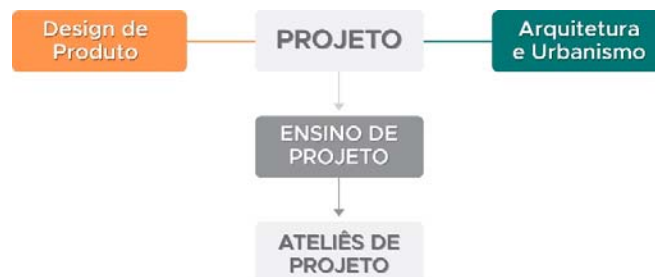 Design de
Produto
PROJETO
Arquitetura
e Urbanismo
ENSINO DE
PROJETO
ATELIÊS DE
PROJETO